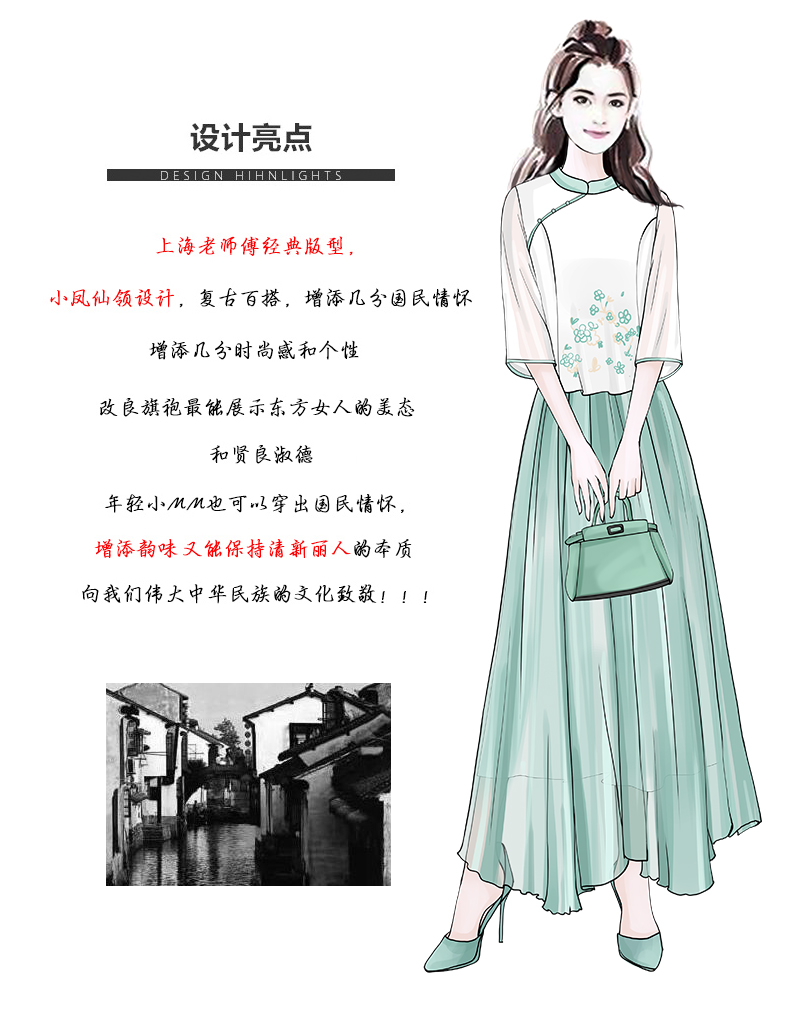 设计亮点
DESIGN HIHNLIGHTS
上海老师傅经典版型，
小凤仙领设计，复古百搭，增添几分国民情怀
增添几分时尚感和个性
改良旗袍最能展示东方女人的美态
和贤良淑德
年轻小MM也可以穿出国民情怀，
增添韵味又能保持清新丽人的本质
向我们伟大中华民族的文化致敬！！！